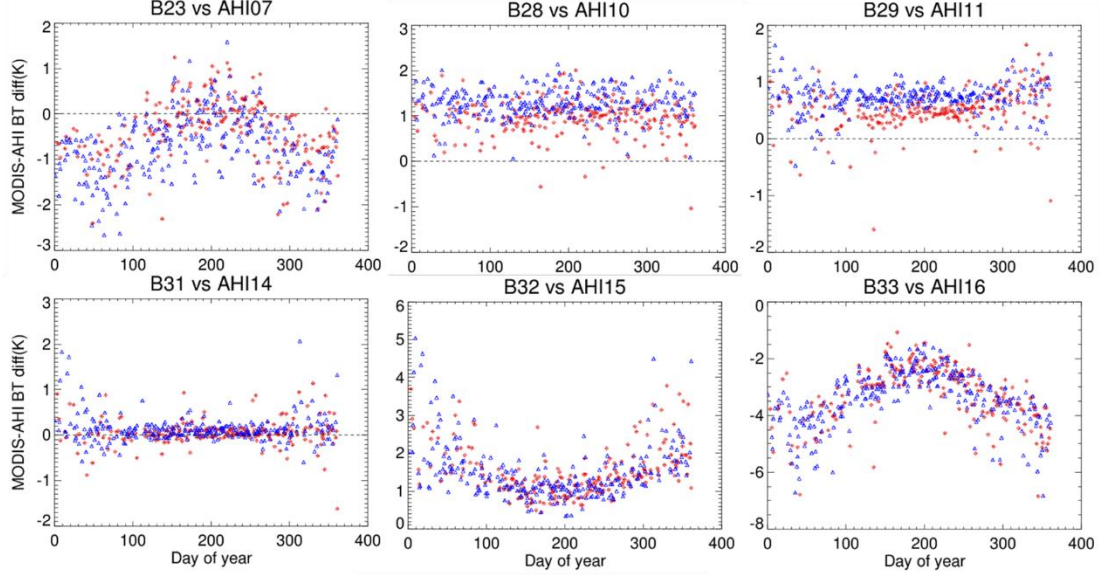 B23 vs AHI07
B28 vs AHI10
B29 vs AHI11
MODIS-AHI BT diff(K)
2
1
0
-1
-2
-3
0 100 200 300 400
3
2
1
0
-1
-2
0 100 200 300 400
2
1
0
-1
-2
0 100 200 300 400
B31 vs AHI14
B32 vs AHI15
B33 vs AHI16
MODIS-AHI BT diff(K)
3
2
1
0
-1
-2
0 100 200 300 400
Day of year
6
5
4
3
2
1
0
0 100 200 300 400
Day of year
0
-2
-4
-6
-8
0 100 200 300 400
Day of year